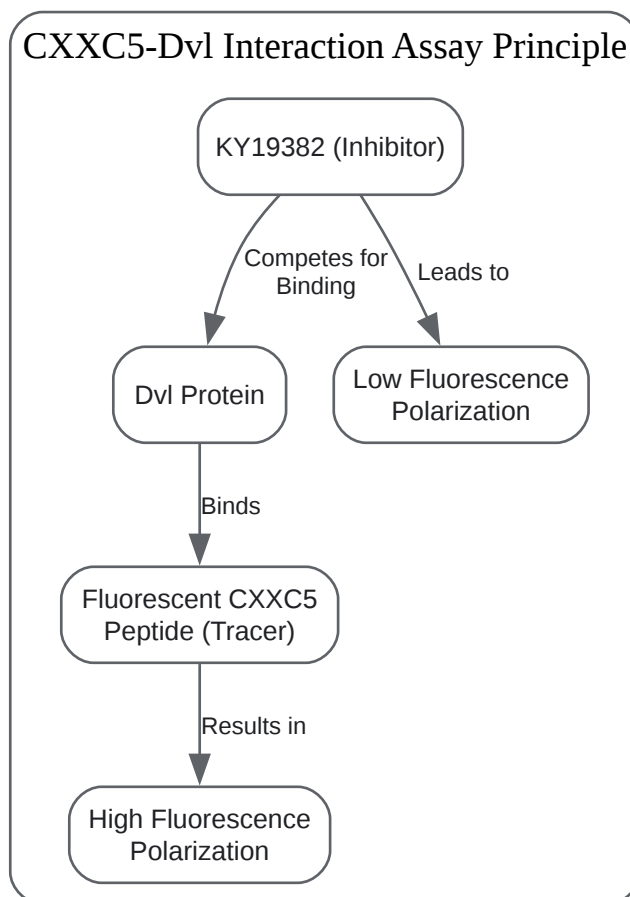 CXXC5-Dvl Interaction Assay Principle
KY19382 (Inhibitor)
Competes for
Binding
Leads to
Dvl Protein
Low Fluorescence
Polarization
Binds
Fluorescent CXXC5
Peptide (Tracer)
Results in
High Fluorescence
Polarization